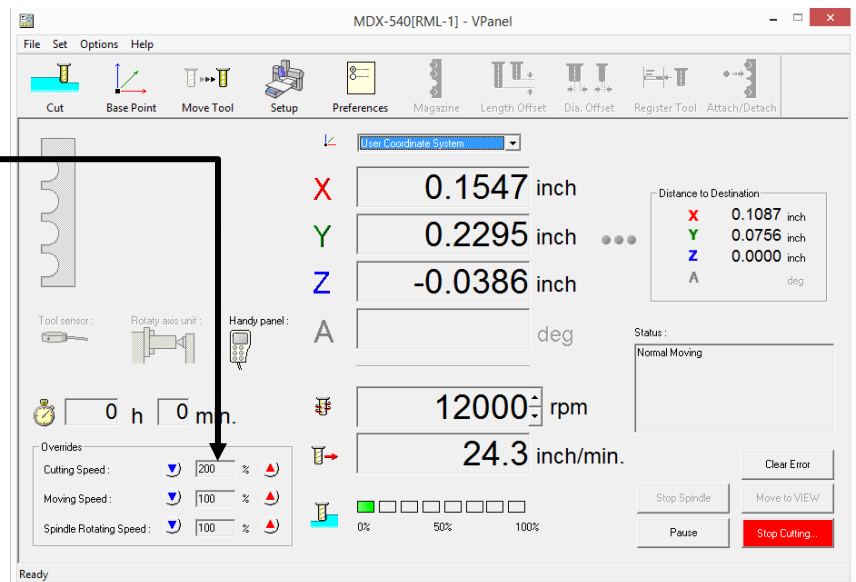 MDX-540[RML-1] - VPanel
File Set Options Help
Cut Base Point Move Tool Setup Preferences Magazine Length Offset Dia. Offset Register Tool Attach/Detach
User Coordinate System
X 0.1547 inch
Y 0.2295 inch
Z -0.0386 inch
A deg
Distance to Destination
X 0.1087 inch
Y 0.0756 inch
Z 0.0000 inch
A deg
Tool sensor : Rotaty axis unit : Handy panel :
Status :
Normal Moving
0 h 0 min.
12000 rpm
24.3 inch/min.
Overrides
Cutting Speed : 200 %
Moving Speed : 100 %
Spindle Rotating Speed : 100 %
0% 50% 100%
Clear Error
Stop Spindle Move to VIEW
Pause Stop Cutting...
Ready